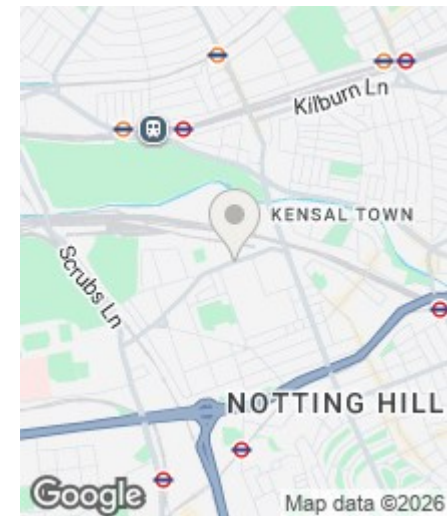 Kilburn Ln
KENSAL TOWN
Scrubs Ln
NOTTING HILL
Google
Map data ©2026